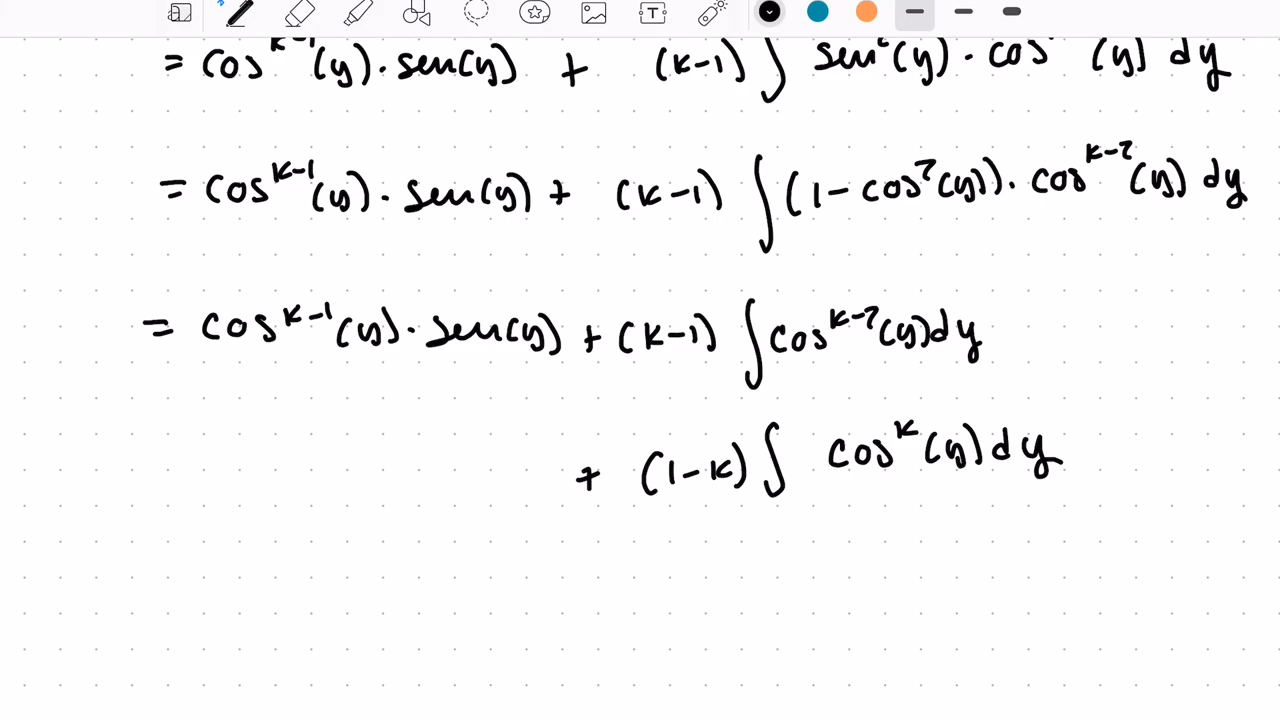 = cos^{k-1}(y) · sen(y) + (k-1) ∫ sen²(y) · cos (y) dy
= cos^{k-1}(y) · sen(y) + (k-1) ∫ (1 - cos²(y)) · cos^{k-2}(y) dy
= cos^{k-1}(y) · sen(y) + (k-1) ∫ cos^{k-2}(y) dy
+ (1-k) ∫ cos^k(y) dy